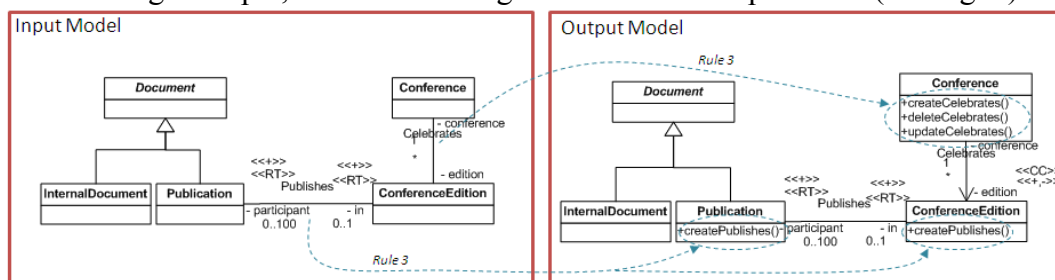 Input Model
Document
Conference
- conference
Celebrates
1
*
- edition
<<+>>
<<RT>>
Publishes
<<+>>
<<RT>>
InternalDocument
Publication
ConferenceEdition
- participant
0..100
- in
0..1
Rule 3
Output Model
Rule 3
Document
Conference
+createCelebrates()
+deleteCelebrates()
+updateCelebrates()
- conference
Celebrates
1
*
<<CC>
<<+,->>
- edition
<<+>>
<<RT>>
Publishes
<<+>>
<<RT>>
InternalDocument
Publication
+createPublishes()
ConferenceEdition
+createPublishes()
- participant
0..100
- in
0..1